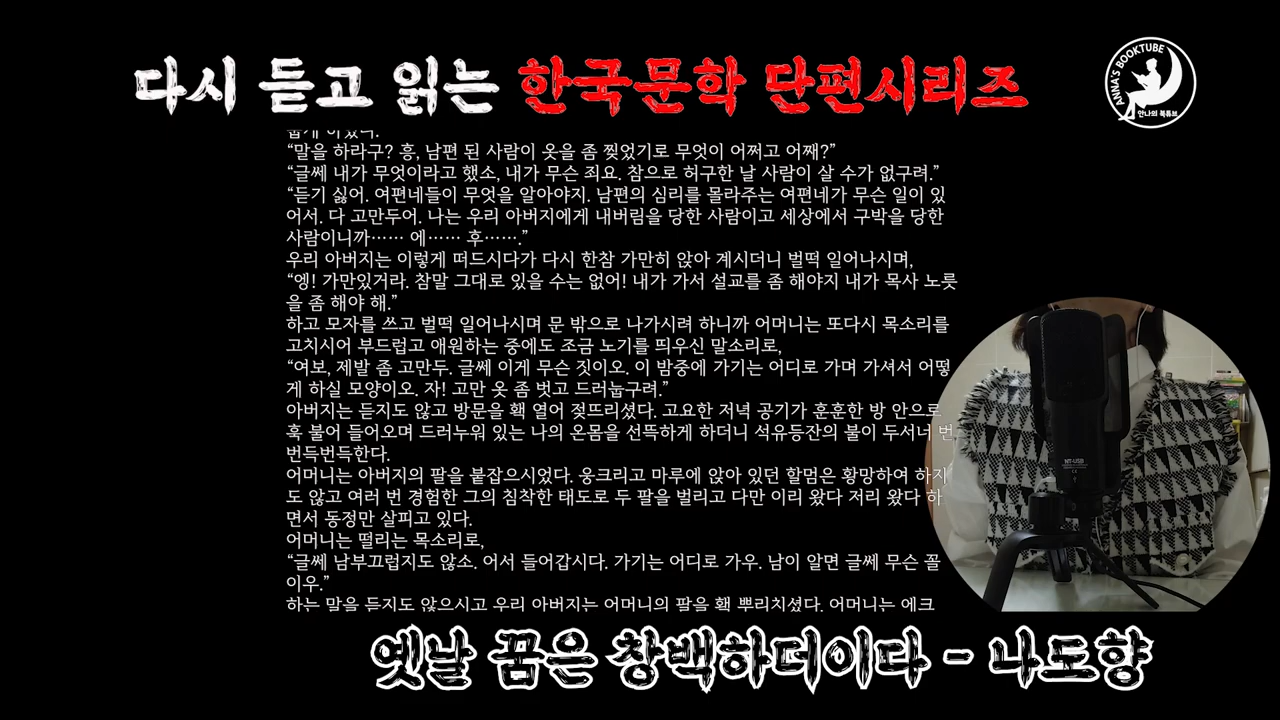 다시 듣고 읽는 한국문학 단편시리즈
ANNA'S BOOKTUBE
안나의 북튜브
“말을 하라구? 흥, 남편 된 사람이 옷을 좀 찢었기로 무엇이 어쩌고 어째?”
“글쎄 내가 무엇이라고 했소, 내가 무슨 죄요. 참으로 허구한 날 사람이 살 수가 없구려.”
“듣기 싫어. 여편네들이 무엇을 알아야지. 남편의 심리를 몰라주는 여편네가 무슨 일이 있
어서. 다 고만두어. 나는 우리 아버지에게 내버림을 당한 사람이고 세상에서 구박을 당한
사람이니까…… 에…… 후…….”
우리 아버지는 이렇게 떠드시다가 다시 한참 가만히 앉아 계시더니 벌떡 일어나시며,
“엥! 가만있거라. 참말 그대로 있을 수는 없어! 내가 가서 설교를 좀 해야지 내가 목사 노릇
을 좀 해야 해.”
하고 모자를 쓰고 벌떡 일어나시며 문 밖으로 나가시려 하니까 어머니는 또다시 목소리를
고치시어 부드럽고 애원하는 중에도 조금 노기를 띄우신 말소리로,
“여보, 제발 좀 고만두. 글쎄 이게 무슨 짓이오. 이 밤중에 가기는 어디로 가며 가셔서 어떻
게 하실 모양이오. 자! 고만 옷 좀 벗고 드러눕구려.”
아버지는 듣지도 않고 방문을 홱 열어 젖뜨리셨다. 고요한 저녁 공기가 훈훈한 방 안으로
훅 불어 들어오며 드러누워 있는 나의 온몸을 선뜩하게 하더니 석유등잔의 불이 두서너 번
번득번득한다.
어머니는 아버지의 팔을 붙잡으시었다. 웅크리고 마루에 앉아 있던 할멈은 황망하여 하지
도 않고 여러 번 경험한 그의 침착한 태도로 두 팔을 벌리고 다만 이리 왔다 저리 왔다 하
면서 동정만 살피고 있다.
어머니는 떨리는 목소리로,
“글쎄 남부끄럽지도 않소. 어서 들어갑시다. 가기는 어디로 가우. 남이 알면 글쎄 무슨 꼴
이우.”
하는 말을 듣지도 않으시고 우리 아버지는 어머니의 팔을 홱 뿌리치셨다. 어머니는 에크
NT-USB
옛날 꿈은 창백하더이다 - 나도향